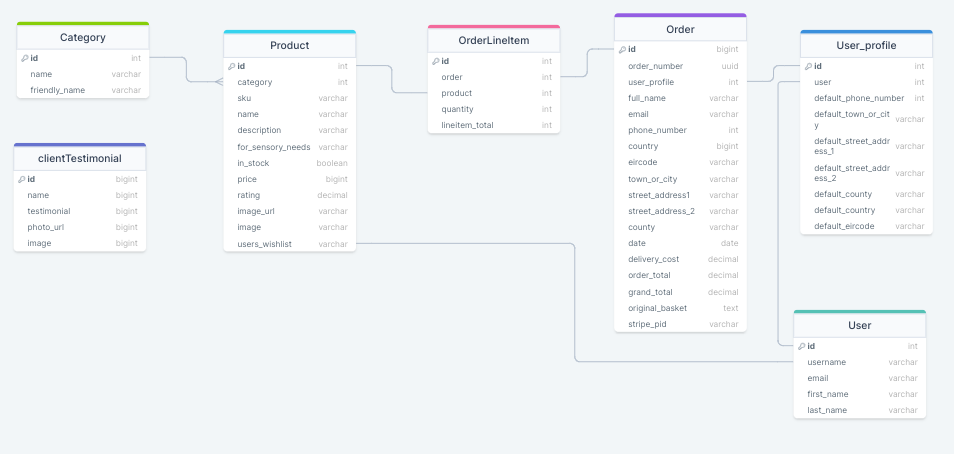 Category
id int
name varchar
friendly_name varchar
clientTestimonial
id bigint
name bigint
testimonial bigint
photo_url bigint
image bigint
Product
id int
category int
sku varchar
name varchar
description varchar
for_sensory_needs varchar
in_stock boolean
price bigint
rating decimal
image_url varchar
image varchar
users_wishlist varchar
OrderLineItem
id int
order int
product int
quantity int
lineitem_total int
Order
id bigint
order_number uuid
user_profile int
full_name varchar
email varchar
phone_number int
country bigint
eircode varchar
town_or_city varchar
street_address1 varchar
street_address_2 varchar
county varchar
date date
delivery_cost decimal
order_total decimal
grand_total decimal
original_basket text
stripe_pid varchar
User_profile
id int
user int
default_phone_number int
default_town_or_cit varchar
y
default_street_addr varchar
ess_1
default_street_addr varchar
ess_2
default_county varchar
default_country varchar
default_eircode varchar
User
id int
username varchar
email varchar
first_name varchar
last_name varchar